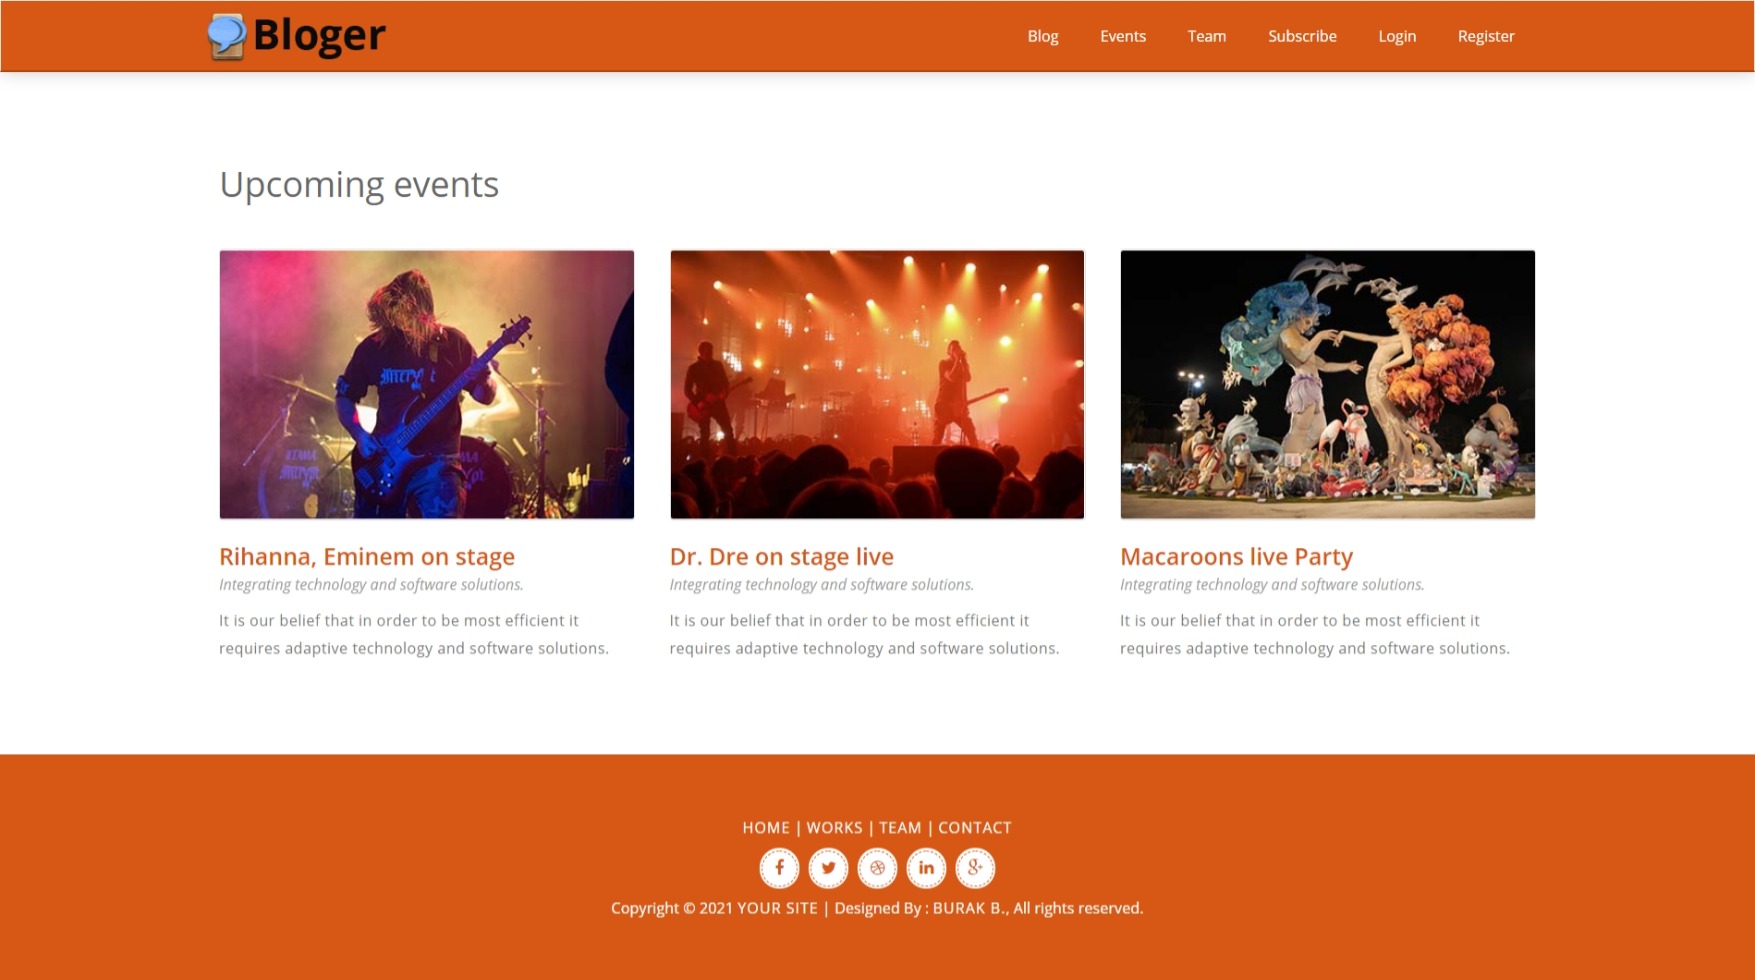 Bloger
Blog Events Team Subscribe Login Register
Upcoming events
Rihanna, Eminem on stage
Integrating technology and software solutions.
It is our belief that in order to be most efficient it
requires adaptive technology and software solutions.
Dr. Dre on stage live
Integrating technology and software solutions.
It is our belief that in order to be most efficient it
requires adaptive technology and software solutions.
Macaroons live Party
Integrating technology and software solutions.
It is our belief that in order to be most efficient it
requires adaptive technology and software solutions.
HOME | WORKS | TEAM | CONTACT
Copyright © 2021 YOUR SITE | Designed By : BURAK B., All rights reserved.